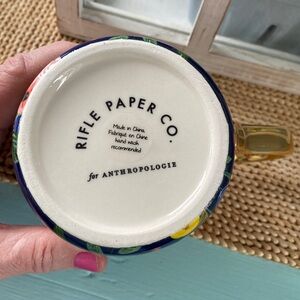 RIFLE PAPER CO.
Made in China
Fabriqué en Chine
hand wash
recommended
for ANTHROPOLOGIE